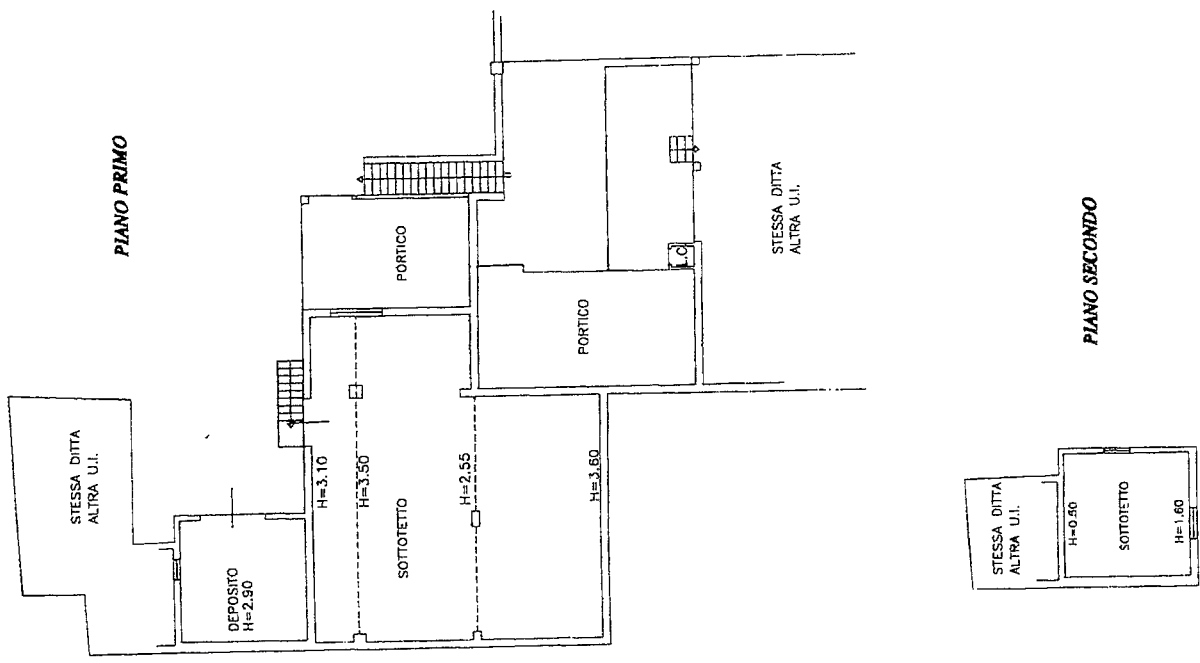 PIANO PRIMO
STESSA DITTA
ALTRA U.I.
DEPOSITO
H=2.90
H=3.10
H=3.50
SOTTOTETTO
H=2.55
H=3.60
PORTICO
PORTICO
L.C.
STESSA DITTA
ALTRA U.I.
PIANO SECONDO
STESSA DITTA
ALTRA U.I.
H=0.50
SOTTOTETTO
H=1.60